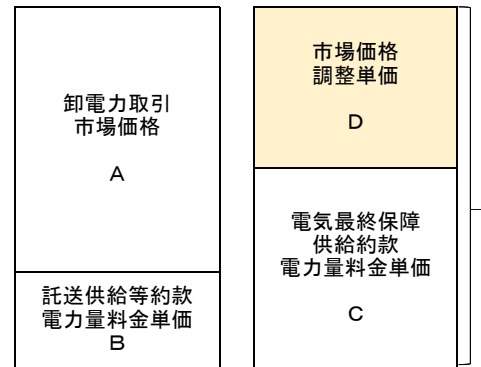 卸電力取引
市場価格
A
託送供給等約款
電力量料金単価
B
市場価格
調整単価
D
電気最終保障
供給約款
電力量料金単価
C